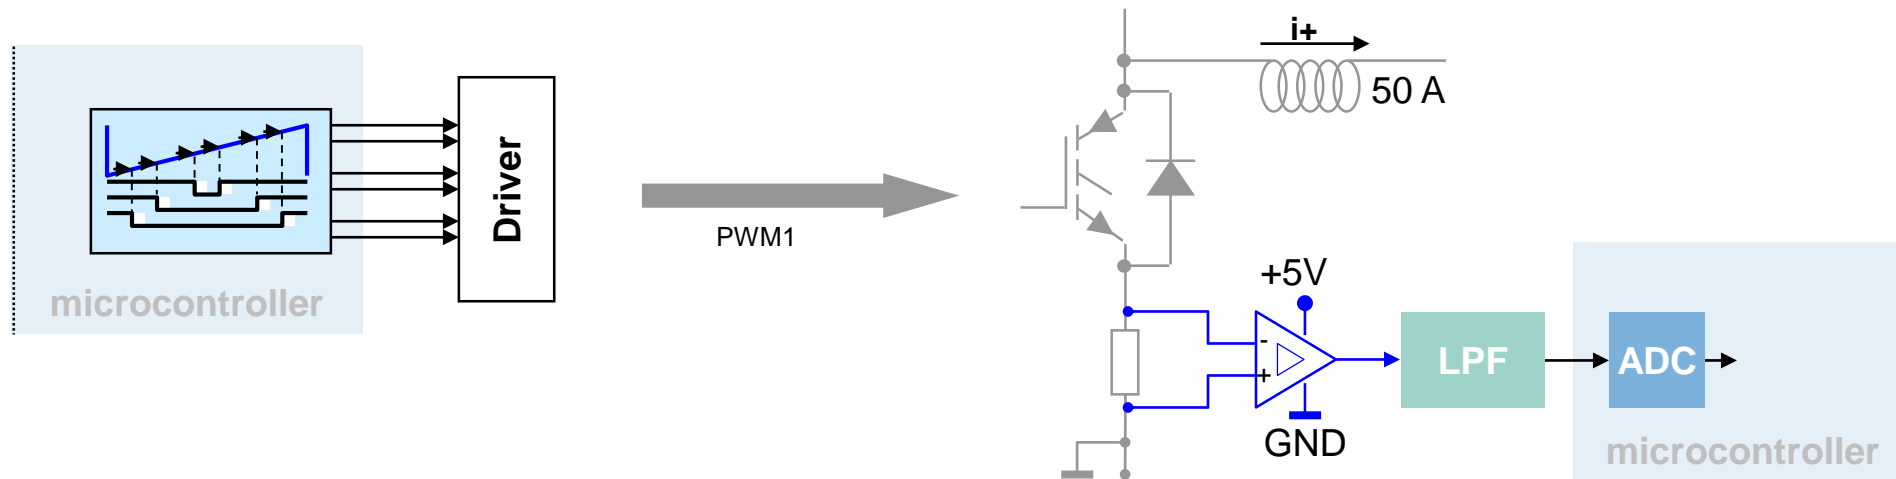 microcontroller
Driver
PWM1
i+
50 A
+5V
-
+
GND
LPF
ADC
microcontroller